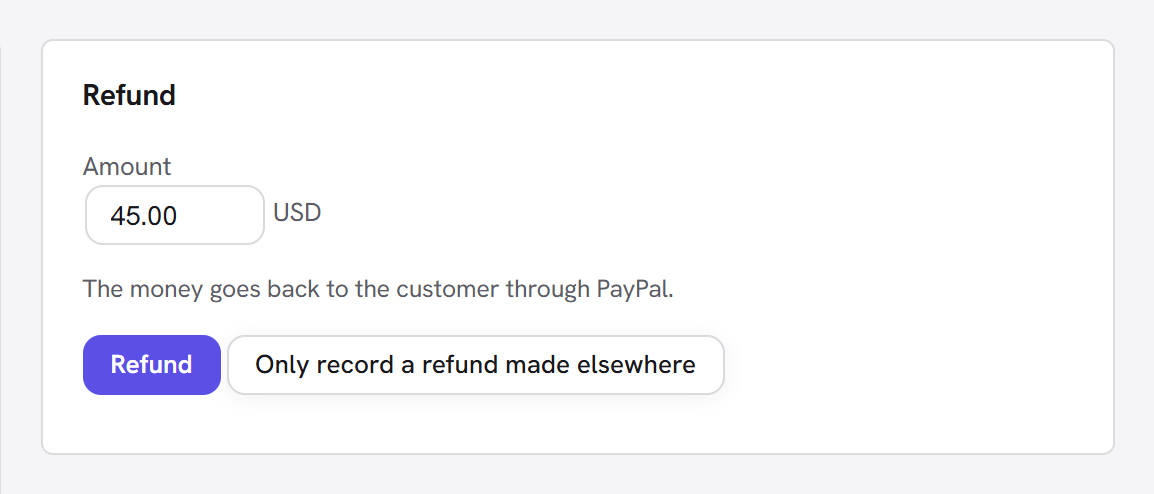 Refund
Amount
45.00 USD
The money goes back to the customer through PayPal.
Refund Only record a refund made elsewhere